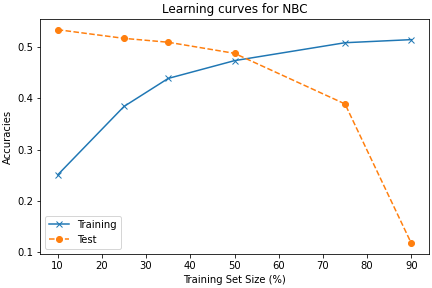 Learning curves for NBC
Accuracies
0.5
0.4
0.3
0.2
0.1
Training
Test
10 20 30 40 50 60 70 80 90
Training Set Size (%)